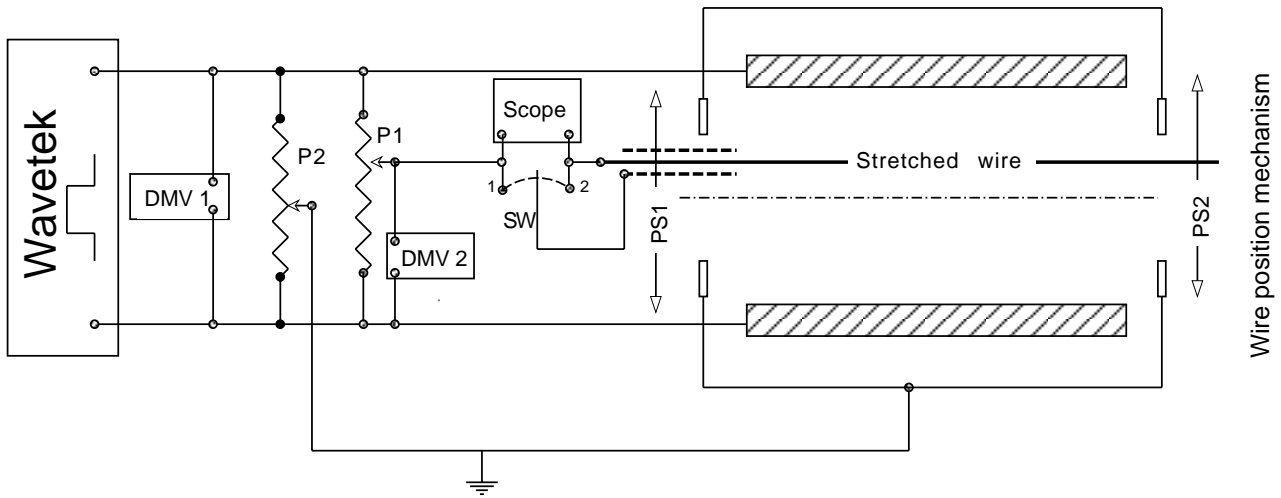 Wavetek
DMV 1
P2
P1
DMV 2
Scope
1
2
SW
PS1
Stretched wire
PS2
Wire position mechanism